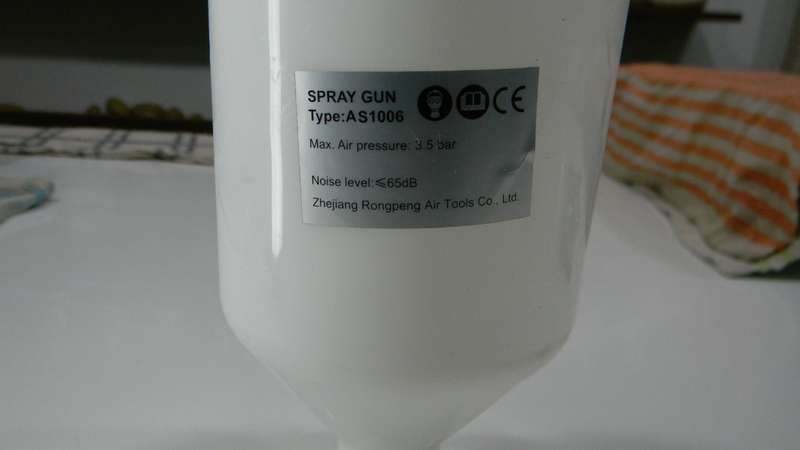 SPRAY GUN
Type:AS1006
CE
Max. Air pressure: 3.5 bar
Noise level:≤65dB
Zhejiang Rongpeng Air Tools Co., Ltd.